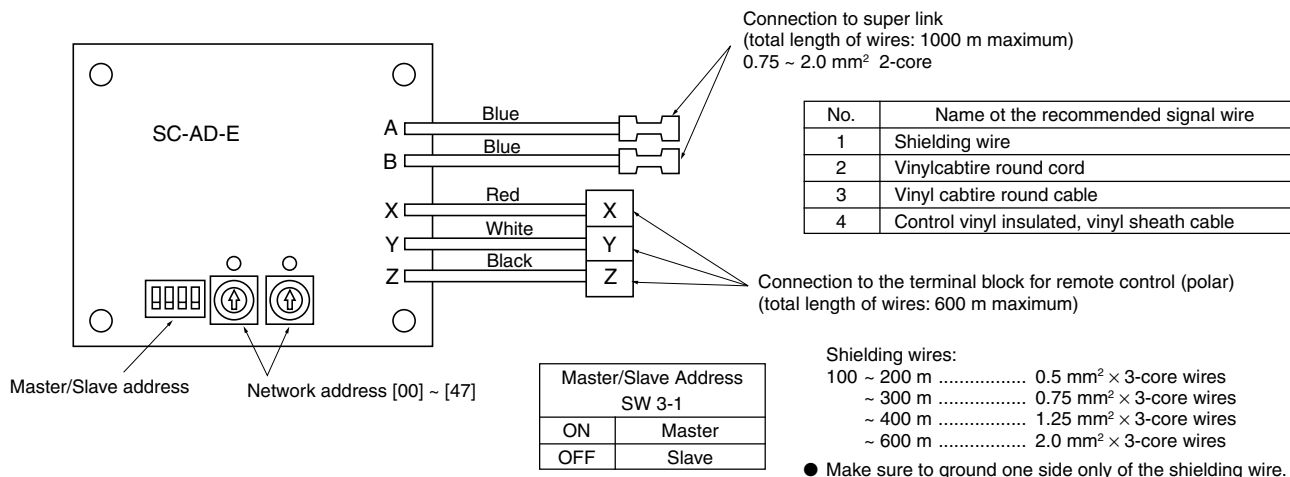 Connection to super link
(total length of wires: 1000 m maximum)
0.75 ~ 2.0 mm² 2-core
SC-AD-E
A
Blue
B
Blue
X
Red
X
Y
White
Y
Z
Black
Z
No. Name ot the recommended signal wire
1 Shielding wire
2 Vinylcabtire round cord
3 Vinyl cabtire round cable
4 Control vinyl insulated, vinyl sheath cable
Connection to the terminal block for remote control (polar)
(total length of wires: 600 m maximum)
Master/Slave address
Network address [00] ~ [47]
Master/Slave Address
SW 3-1
ON Master
OFF Slave
Shielding wires:
100 ~ 200 m ................. 0.5 mm² × 3-core wires
~ 300 m ................. 0.75 mm² × 3-core wires
~ 400 m ................. 1.25 mm² × 3-core wires
~ 600 m ................. 2.0 mm² × 3-core wires
● Make sure to ground one side only of the shielding wire.